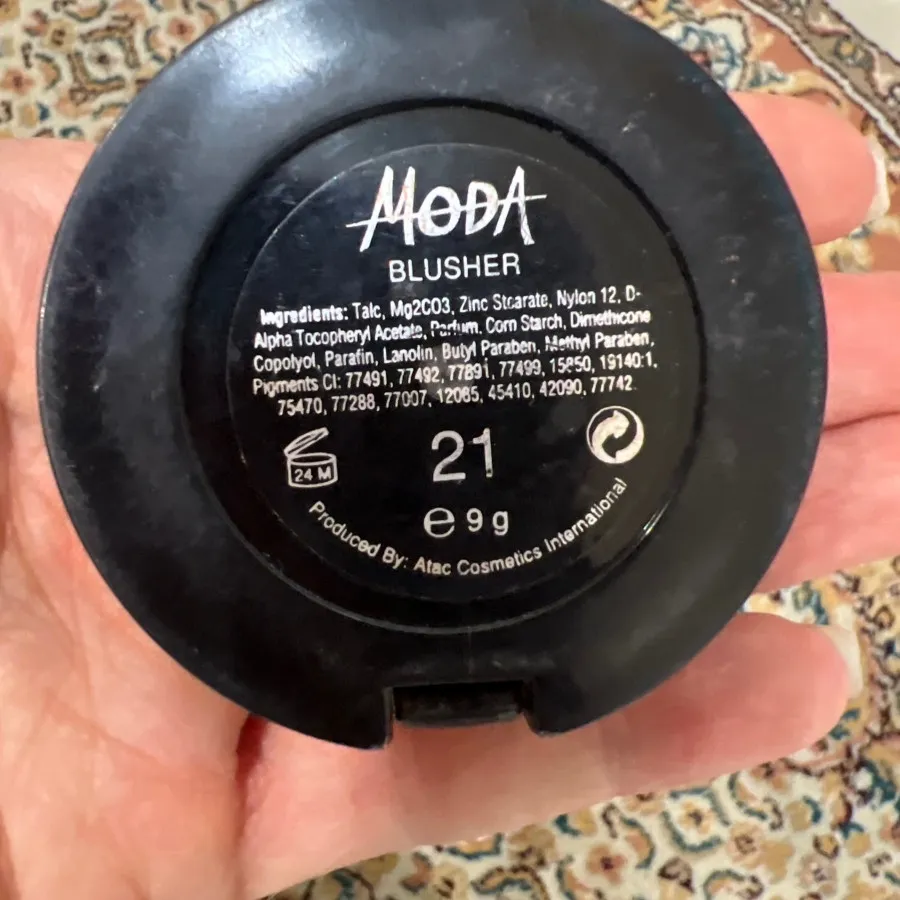 MODA
BLUSHER
Ingredients: Talc, Mg2CO3, Zinc Stearate, Nylon 12, D-
Alpha Tocopheryl Acetate, Parfum, Corn Starch, Dimethicone
Copolyol, Parafin, Lanolin, Butyl Paraben, Methyl Paraben,
Pigments CI: 77491, 77492, 77891, 77499, 15850, 19140:1,
75470, 77288, 77007, 12085, 45410, 42090, 77742
24 M
21
e 9 g
Produced By: Atac Cosmetics International